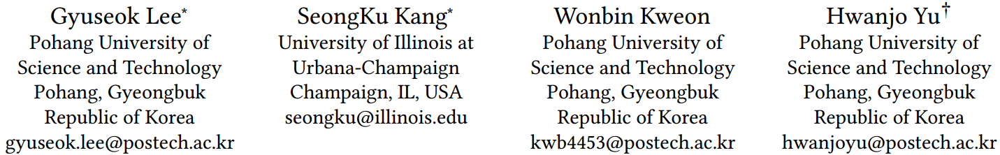 Gyuseok Lee*
Pohang University of
Science and Technology
Pohang, Gyeongbuk
Republic of Korea
gyuseok.lee@postech.ac.kr
SeongKu Kang*
University of Illinois at
Urbana-Champaign
Champaign, IL, USA
seongku@illinois.edu
Wonbin Kweon
Pohang University of
Science and Technology
Pohang, Gyeongbuk
Republic of Korea
kwb4453@postech.ac.kr
Hwanjo Yu†
Pohang University of
Science and Technology
Pohang, Gyeongbuk
Republic of Korea
hwanjoyu@postech.ac.kr